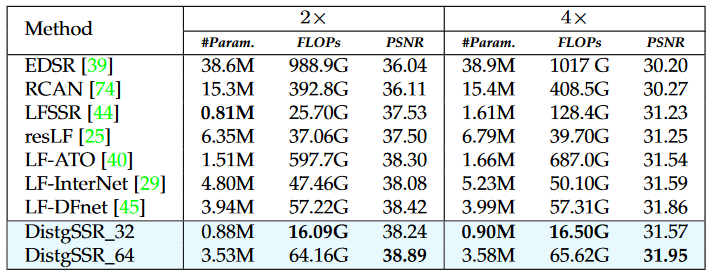 Method 2× 4×
#Param. FLOPs PSNR #Param. FLOPs PSNR
EDSR [39] 38.6M 988.9G 36.04 38.9M 1017 G 30.20
RCAN [74] 15.3M 392.8G 36.11 15.4M 408.5G 30.27
LFSSR [44] 0.81M 25.70G 37.53 1.61M 128.4G 31.23
resLF [25] 6.35M 37.06G 37.50 6.79M 39.70G 31.25
LF-ATO [40] 1.51M 597.7G 38.30 1.66M 687.0G 31.54
LF-InterNet [29] 4.80M 47.46G 38.08 5.23M 50.10G 31.59
LF-DFnet [45] 3.94M 57.22G 38.42 3.99M 57.31G 31.86
DistgSSR_32 0.88M 16.09G 38.24 0.90M 16.50G 31.57
DistgSSR_64 3.53M 64.16G 38.89 3.58M 65.62G 31.95